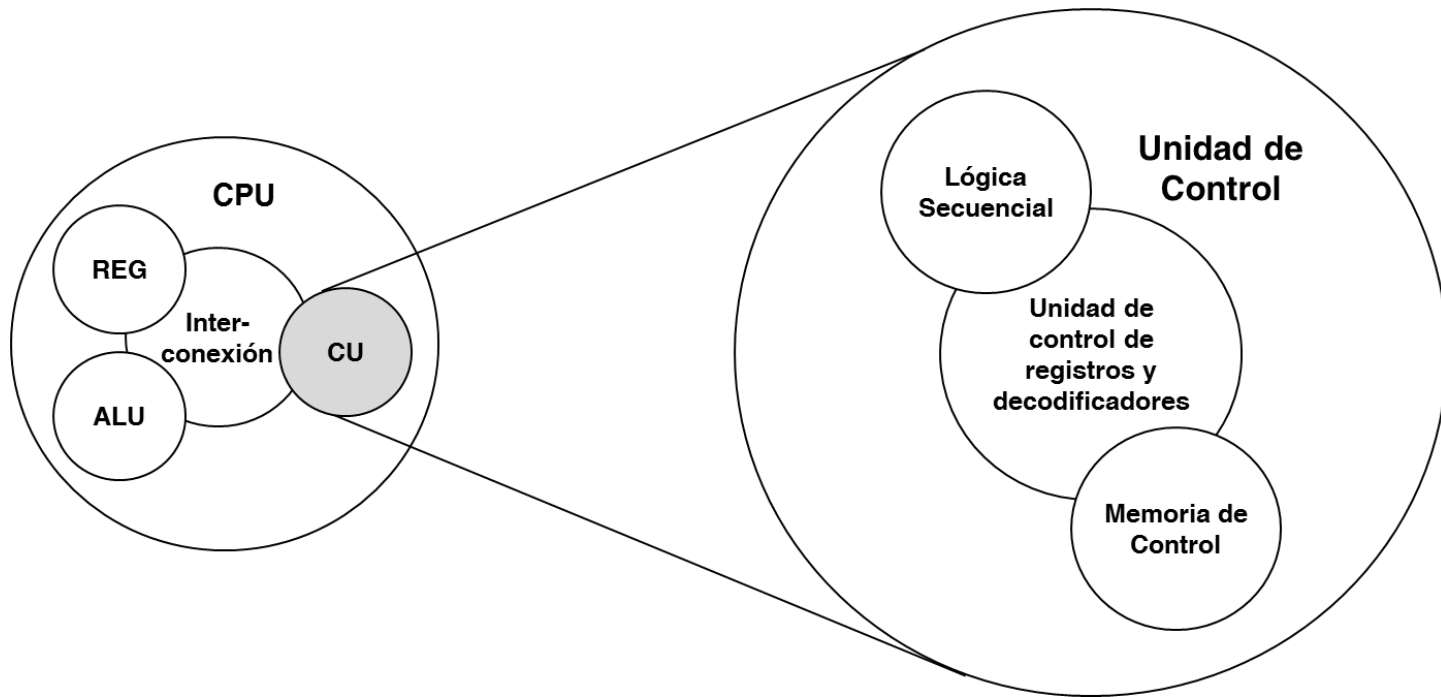 CPU
REG
Inter-
conexión
CU
ALU
Unidad de
Control
Lógica
Secuencial
Unidad de
control de
registros y
decodificadores
Memoria de
Control